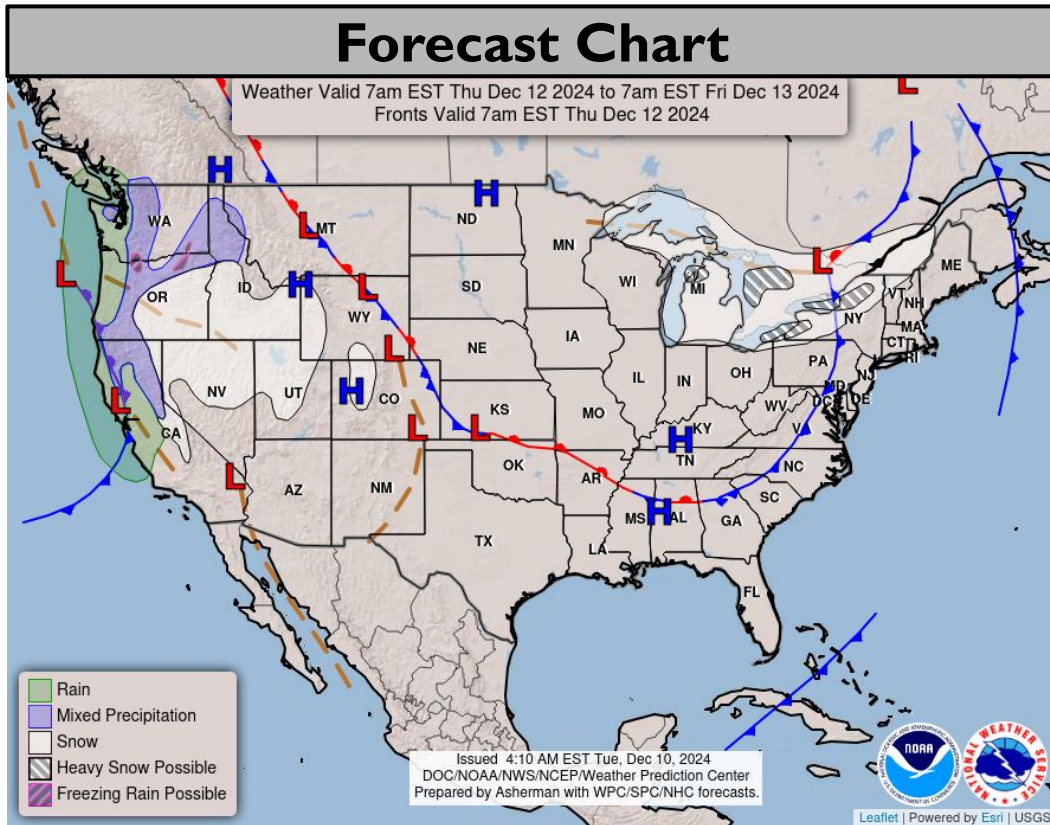 Forecast Chart
Weather Valid 7am EST Thu Dec 12 2024 to 7am EST Fri Dec 13 2024
Fronts Valid 7am EST Thu Dec 12 2024
L
H
H
WA
MT
L
ND
MN
L
L
ME
OR
ID
H
L
WY
SD
WI
MI
VT
NH
NY
MA
CT
RI
IA
NE
L
PA
NJ
NV
UT
H
CO
IL
IN
OH
MD
DE
DC
L
KS
MO
WV
VA
CA
L
L
KY
H
TN
L
AZ
NM
OK
AR
NC
SC
MS
H
AL
GA
TX
LA
FL
Rain
Mixed Precipitation
Snow
Heavy Snow Possible
Freezing Rain Possible
Issued 4:10 AM EST Tue, Dec 10, 2024
DOC/NOAA/NWS/NCEP/Weather Prediction Center
Prepared by Asherman with WPC/SPC/NHC forecasts.
NOAA
NATIONAL WEATHER SERVICE
Leaflet | Powered by Esri | USGS